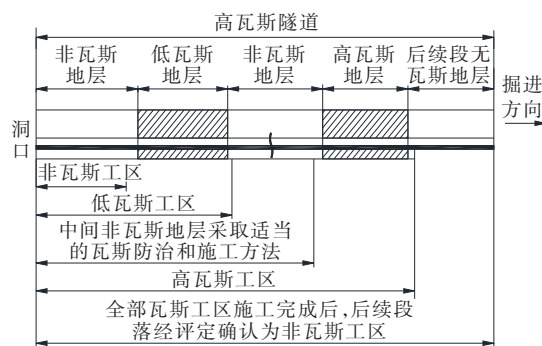 高瓦斯隧道
非瓦斯
地层
低瓦斯
地层
非瓦斯
地层
高瓦斯
地层
后续段无
瓦斯地层
掘进
方向
洞
口
非瓦斯工区
低瓦斯工区
中间非瓦斯地层采取适当
的瓦斯防治和施工方法
高瓦斯工区
全部瓦斯工区施工完成后,后续段
落经评定确认为非瓦斯工区